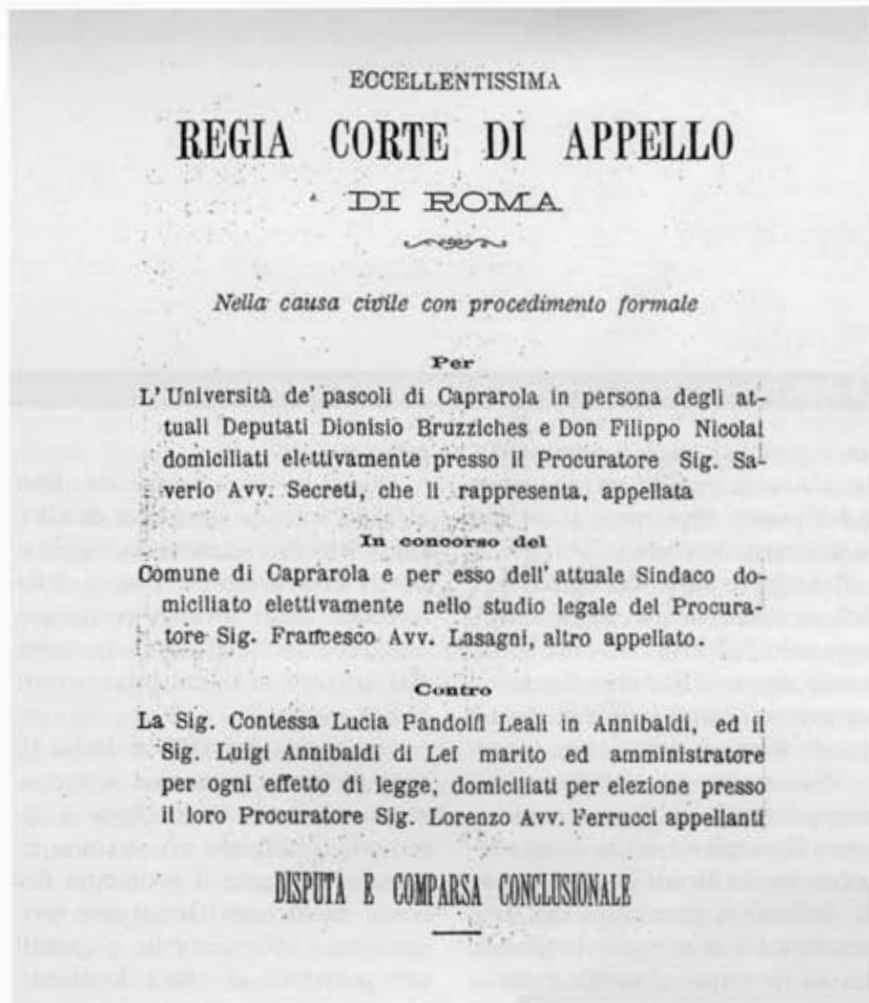 ECCELLENTISSIMA
REGIA CORTE DI APPELLO
DI ROMA
Nella causa civile con procedimento formale
Per
L' Università de' pascoli di Caprarola in persona degli at-
tuali Deputati Dionisio Bruzziches e Don Filippo Nicolai
domiciliati elettivamente presso il Procuratore Sig. Sa-
verio Avv. Secreti, che li rappresenta, appellata
In concorso del
Comune di Caprarola e per esso dell' attuale Sindaco do-
miciliato elettivamente nello studio legale del Procura-
tore Sig. Francesco Avv. Lasagni, altro appellato.
Contro
La Sig. Contessa Lucia Pandolfi Leali in Annibaldi, ed il
Sig. Luigi Annibaldi di Lei marito ed amministratore
per ogni effetto di legge, domiciliati per elezione presso
il loro Procuratore Sig. Lorenzo Avv. Ferrucci appellanti
DISPUTA E COMPARSA CONCLUSIONALE